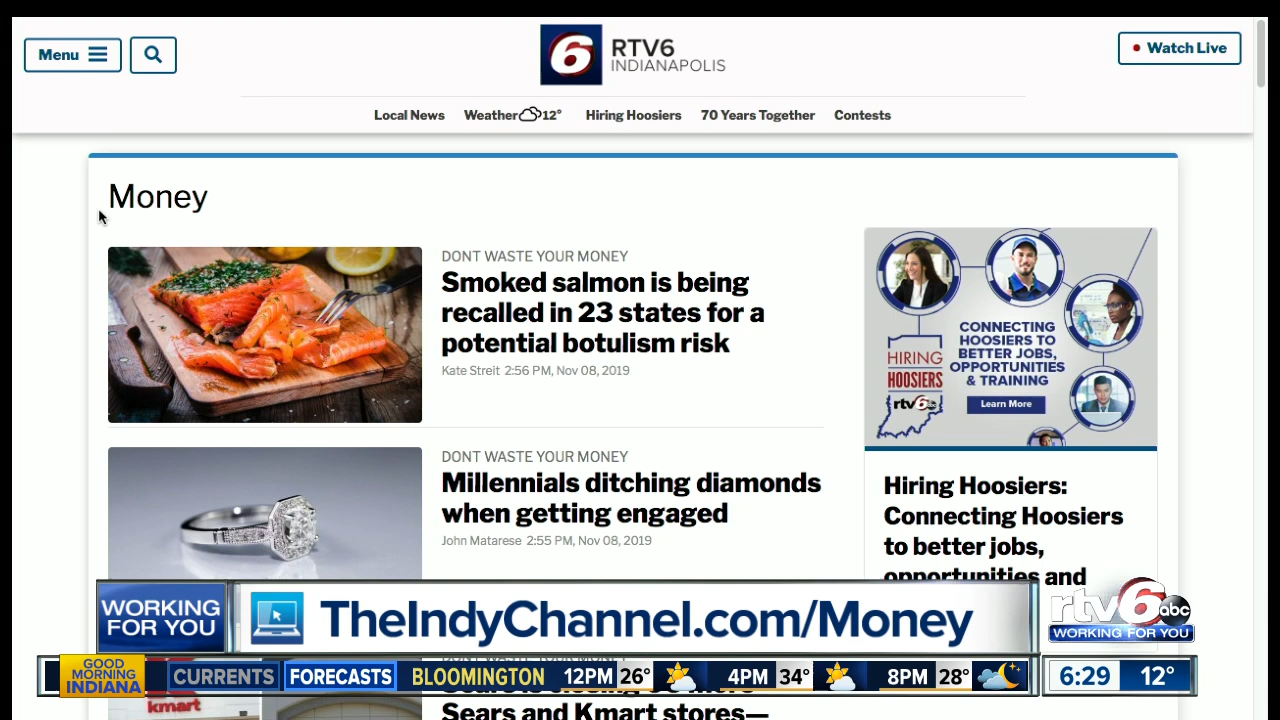 Menu
RTV6
INDIANAPOLIS
Watch Live
Local News Weather 12° Hiring Hoosiers 70 Years Together Contests
Money
DONT WASTE YOUR MONEY
Smoked salmon is being
recalled in 23 states for a
potential botulism risk
Kate Streit 2:56 PM, Nov 08, 2019
DONT WASTE YOUR MONEY
Millennials ditching diamonds
when getting engaged
John Matarese 2:55 PM, Nov 08, 2019
CONNECTING
HOOSIERS TO
BETTER JOBS,
OPPORTUNITIES
& TRAINING
Learn More
HIRING
HOOSIERS
rtv6
Hiring Hoosiers:
Connecting Hoosiers
to better jobs,
opportunities and
WORKING
FOR YOU
TheIndyChannel.com/Money
rtv6 abc
WORKING FOR YOU
GOOD
MORNING
INDIANA
CURRENTS FORECASTS BLOOMINGTON 12PM 26° 4PM 34° 8PM 28°
6:29 12°
kmart
Sears and Kmart stores—